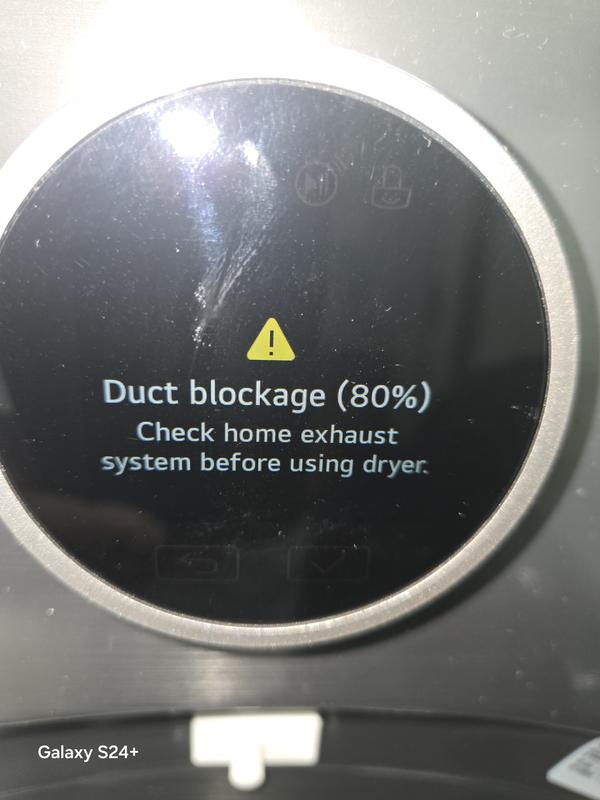 Duct blockage (80%)
Check home exhaust
system before using dryer.
Galaxy S24+